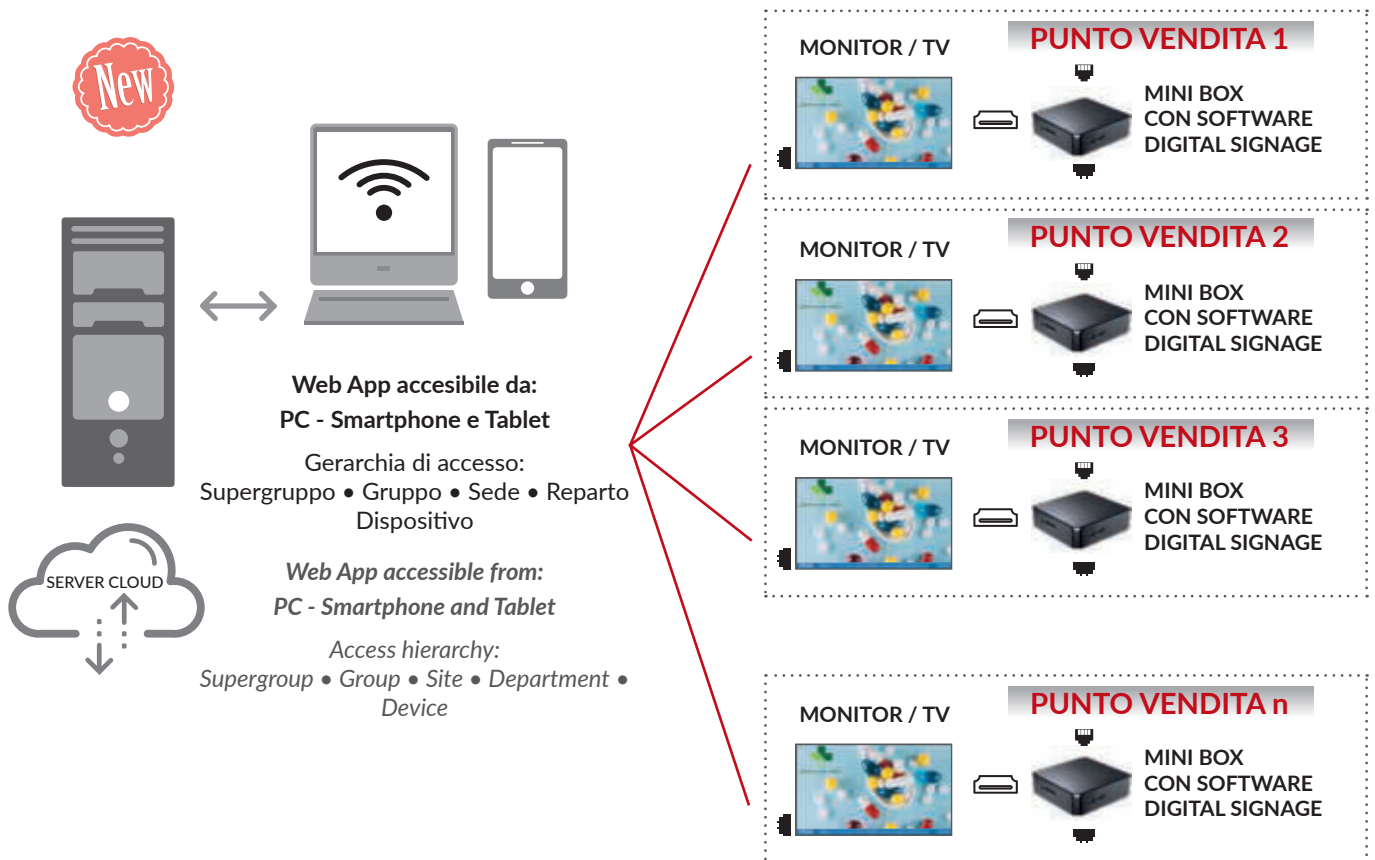 New
Web App accesibile da:
PC - Smartphone e Tablet
Gerarchia di accesso:
Supergruppo • Gruppo • Sede • Reparto
Dispositivo
SERVER CLOUD
Web App accessible from:
PC - Smartphone and Tablet
Access hierarchy:
Supergroup • Group • Site • Department •
Device
MONITOR / TV
PUNTO VENDITA 1
MINI BOX
CON SOFTWARE
DIGITAL SIGNAGE
MONITOR / TV
PUNTO VENDITA 2
MINI BOX
CON SOFTWARE
DIGITAL SIGNAGE
MONITOR / TV
PUNTO VENDITA 3
MINI BOX
CON SOFTWARE
DIGITAL SIGNAGE
MONITOR / TV
PUNTO VENDITA n
MINI BOX
CON SOFTWARE
DIGITAL SIGNAGE